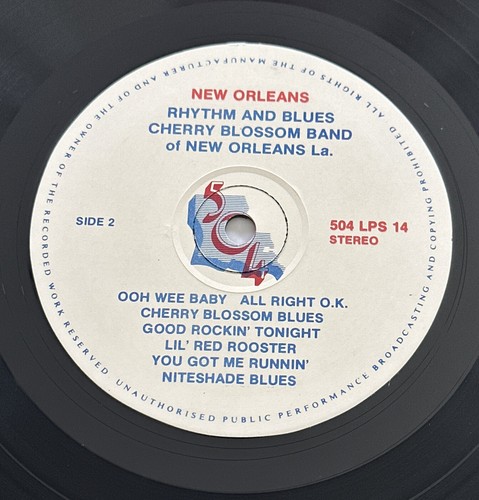 NEW ORLEANS
RHYTHM AND BLUES
CHERRY BLOSSOM BAND
of NEW ORLEANS La.
504
SIDE 2
504 LPS 14
STEREO
OOH WEE BABY ALL RIGHT O.K.
CHERRY BLOSSOM BLUES
GOOD ROCKIN' TONIGHT
LIL' RED ROOSTER
YOU GOT ME RUNNIN'
NITESHADE BLUES
ALL RIGHTS OF THE MANUFACTURER AND OF THE OWNER OF THE RECORDED WORK RESERVED UNAUTHORISED PUBLIC PERFORMANCE BROADCASTING AND COPYING PROHIBITED